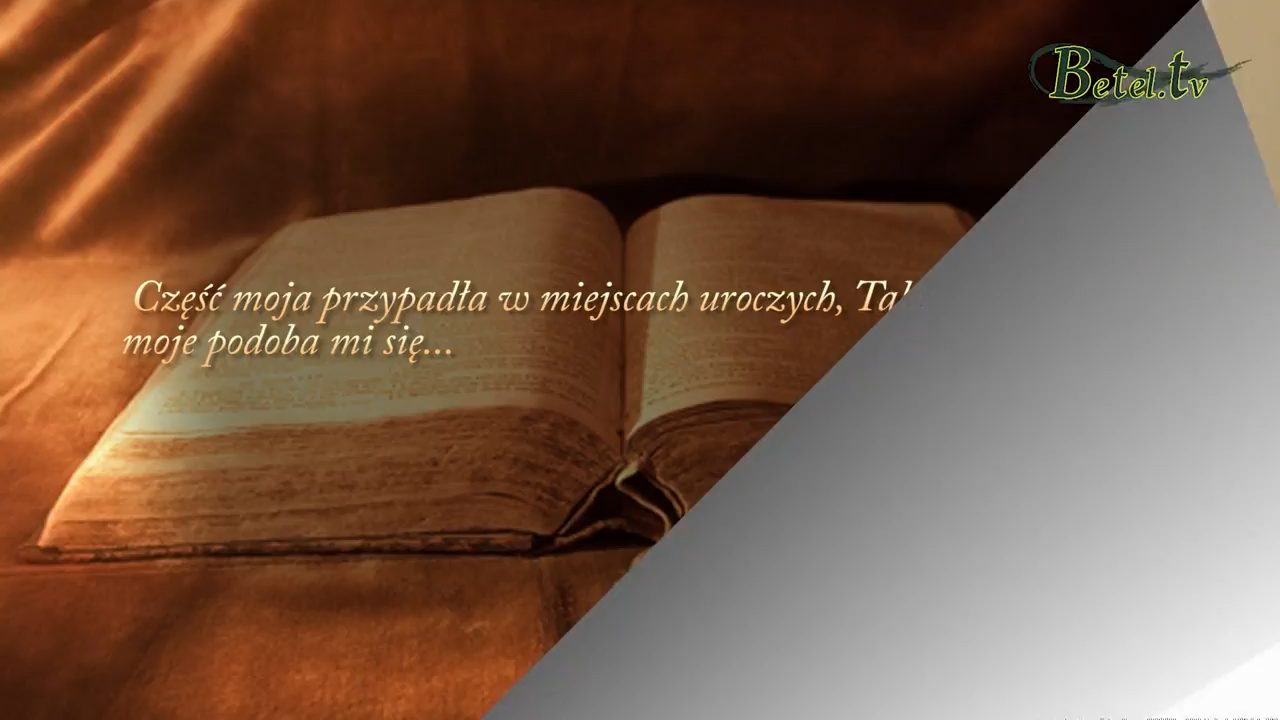 Betel.tv
Część moja przypadła w miejscach uroczych,
moje podoba mi się...